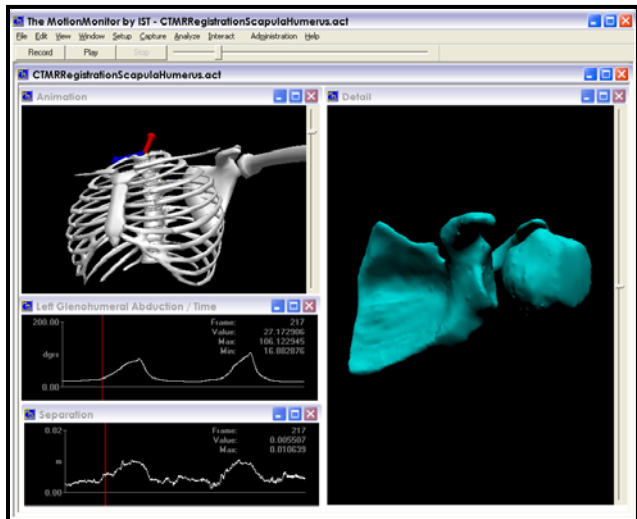 The MotionMonitor by IST - CTMRRegistrationScapulaHumerus.act
File Edit View Window Setup Capture Analyze Interact Administration Help
Record Play Stop
CTMRRegistrationScapulaHumerus.act
Animation
Detail
Left Glenohumeral Abduction / Time
200.00
dgrs
0.00
Frame: 217
Value: 27.172906
Max: 106.122945
Min: 16.882876
Separation
0.02
m
0.00
Frame: 217
Value: 0.005507
Max: 0.010639